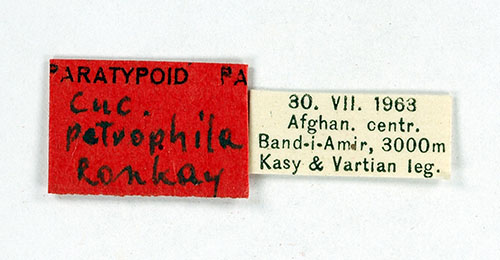 PARATYPOID PA
Cuc.
petrophila
Ronkay
30. VII. 1963
Afghan. centr.
Band-i-Amir, 3000m
Kasy & Vartian leg.